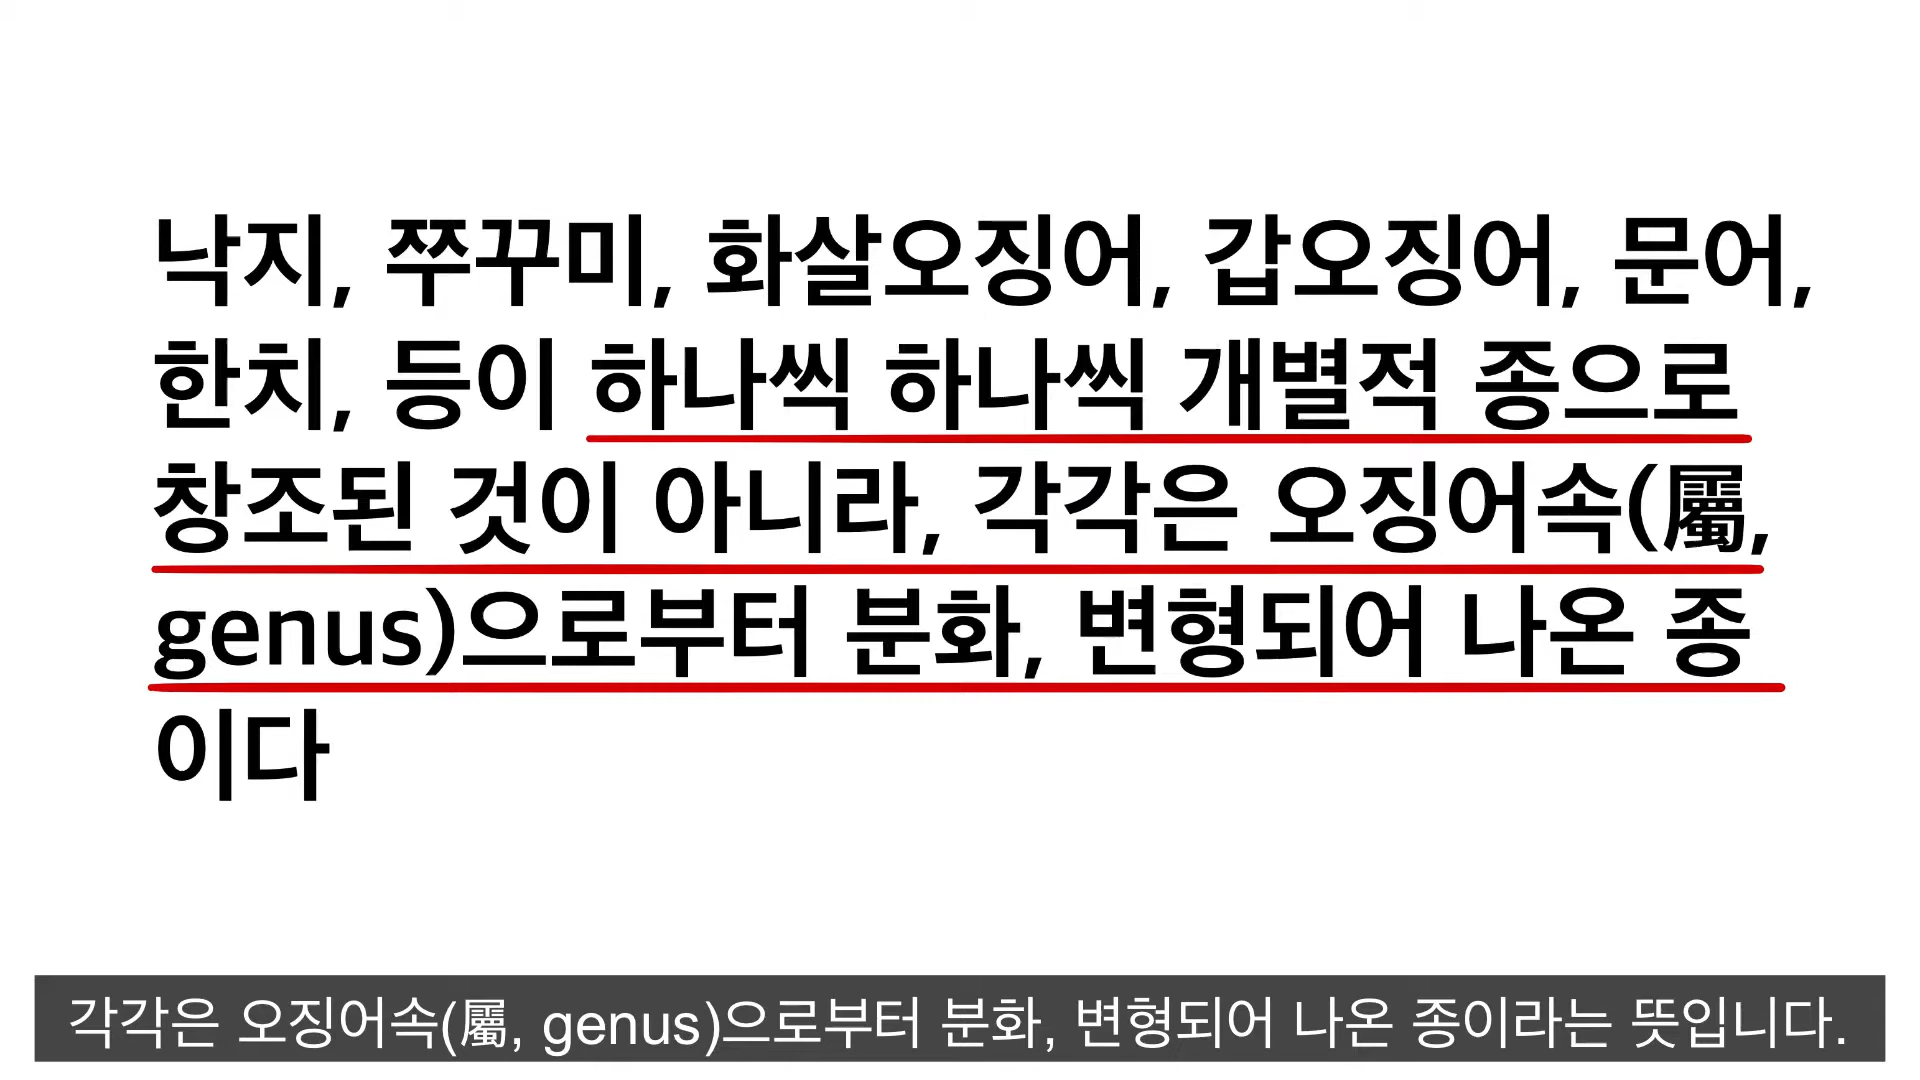 낙지, 쭈꾸미, 화살오징어, 갑오징어, 문어,
한치, 등이 하나씩 하나씩 개별적 종으로
창조된 것이 아니라, 각각은 오징어속(屬,
genus)으로부터 분화, 변형되어 나온 종
이다
각각은 오징어속(屬, genus)으로부터 분화, 변형되어 나온 종이라는 뜻입니다.